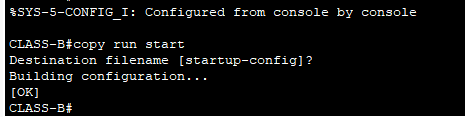 %SYS-5-CONFIG_I: Configured from console by console
CLASS-B#copy run start
Destination filename [startup-config]?
Building configuration...
[OK]
CLASS-B#